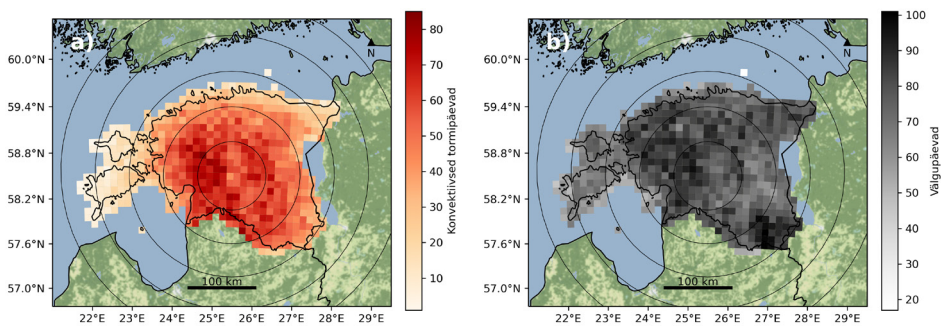 a)
N
60.0°N
59.4°N
58.8°N
58.2°N
57.6°N
57.0°N
100 km
22°E 23°E 24°E 25°E 26°E 27°E 28°E 29°E
80
70
60
50
40
30
20
10
Konvektiivsed tormipäevad
b)
N
60.0°N
59.4°N
58.8°N
58.2°N
57.6°N
57.0°N
100 km
22°E 23°E 24°E 25°E 26°E 27°E 28°E 29°E
100
90
80
70
60
50
40
30
20
Välgupäevad